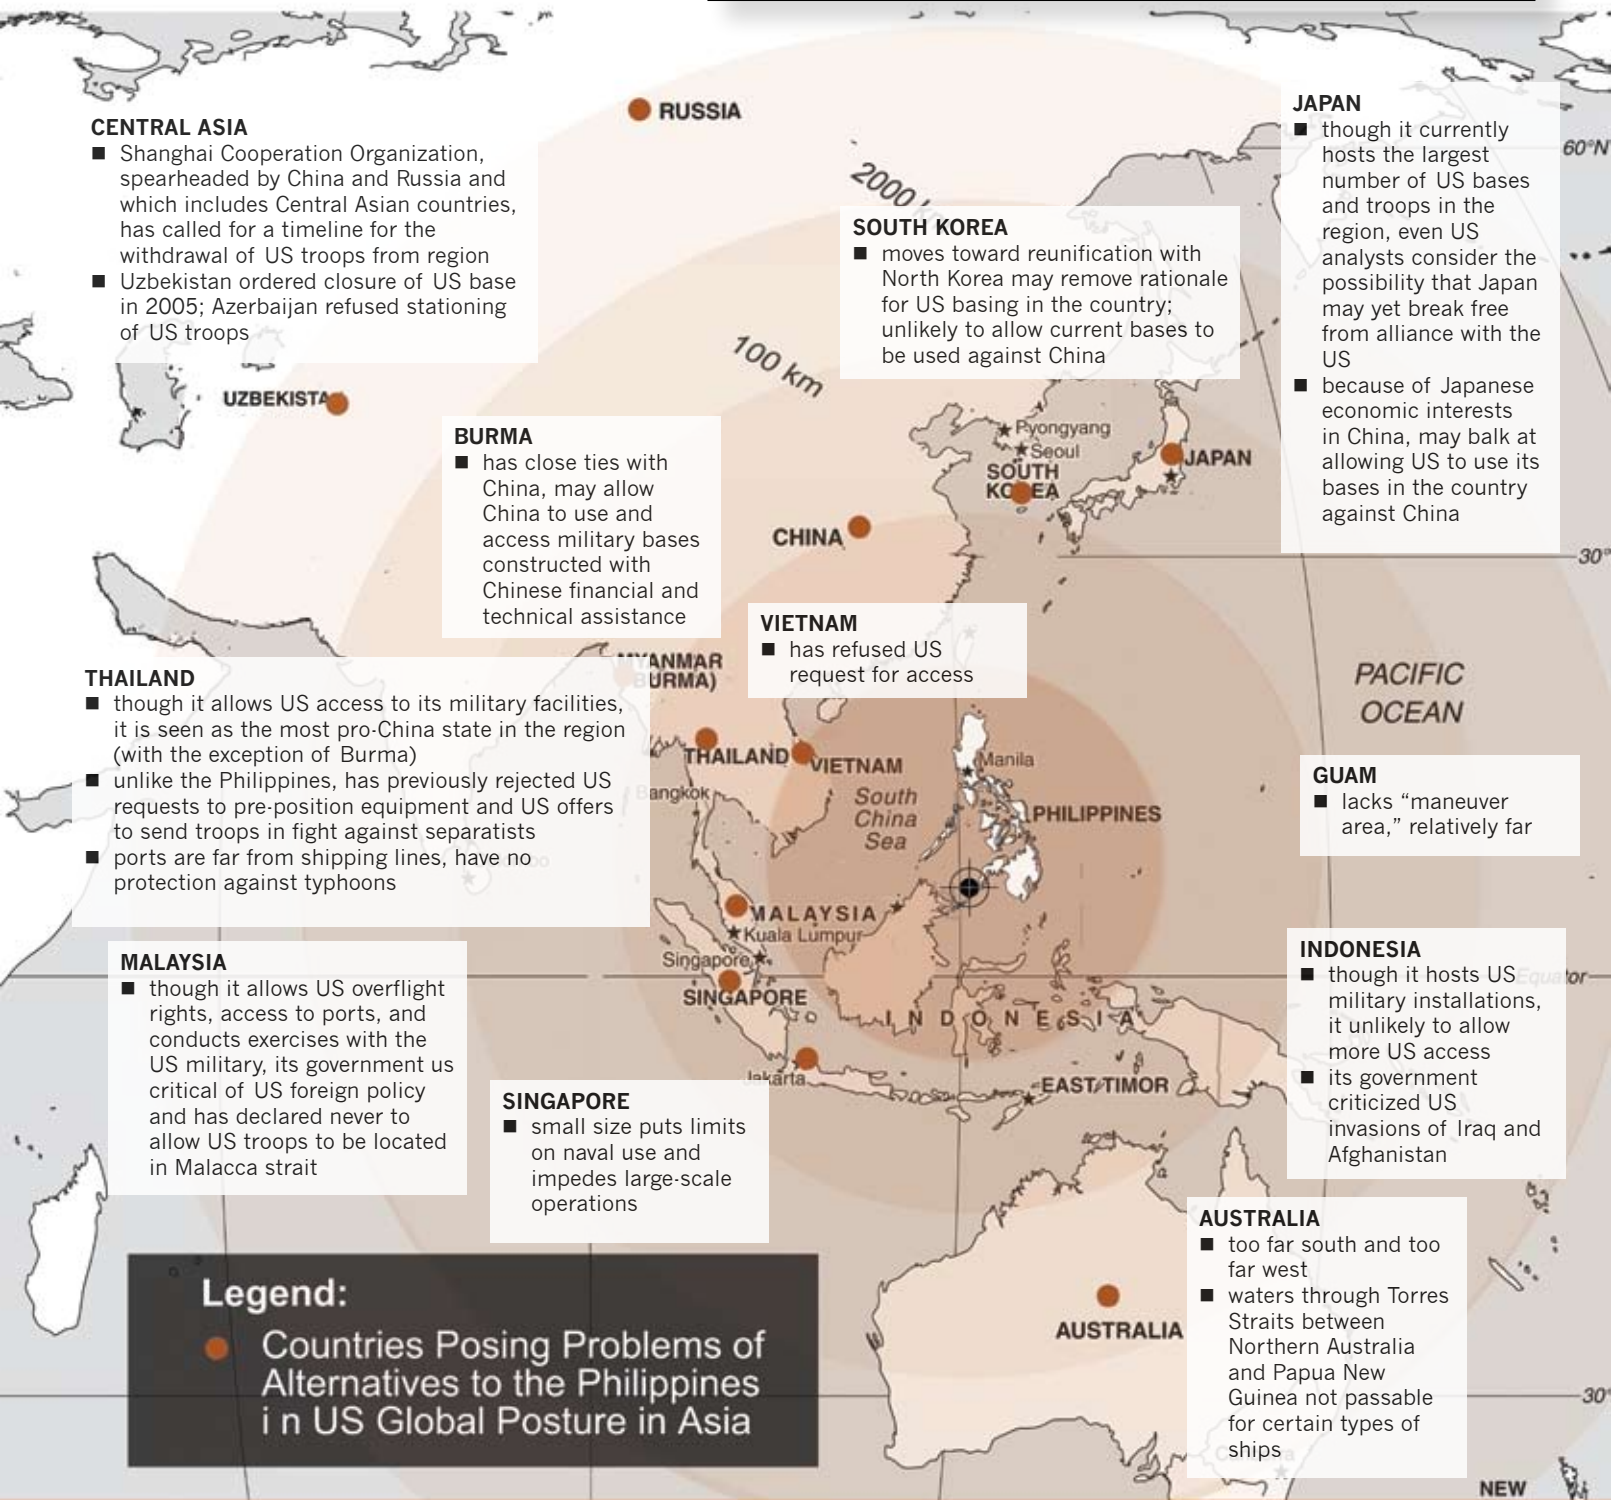 RUSSIA
CENTRAL ASIA
■ Shanghai Cooperation Organization,
spearheaded by China and Russia and
which includes Central Asian countries,
has called for a timeline for the
withdrawal of US troops from region
■ Uzbekistan ordered closure of US base
in 2005; Azerbaijan refused stationing
of US troops
JAPAN
■ though it currently
hosts the largest
number of US bases
and troops in the
region, even US
analysts consider the
possibility that Japan
may yet break free
from alliance with the
US
■ because of Japanese
economic interests
in China, may balk at
allowing US to use its
bases in the country
against China
60°N
2000 km
SOUTH KOREA
■ moves toward reunification with
North Korea may remove rationale
for US basing in the country;
unlikely to allow current bases to
be used against China
100 km
UZBEKISTA
BURMA
■ has close ties with
China, may allow
China to use and
access military bases
constructed with
Chinese financial and
technical assistance
Pyongyang
Seoul
SOUTH
KOREA
JAPAN
CHINA
30°
VIETNAM
■ has refused US
request for access
MYANMAR
BURMA)
PACIFIC
OCEAN
THAILAND
■ though it allows US access to its military facilities,
it is seen as the most pro-China state in the region
(with the exception of Burma)
■ unlike the Philippines, has previously rejected US
requests to pre-position equipment and US offers
to send troops in fight against separatists
■ ports are far from shipping lines, have no
protection against typhoons
THAILAND
VIETNAM
Bangkok
South
China
Sea
Manila
PHILIPPINES
GUAM
■ lacks “maneuver
area,” relatively far
MALAYSIA
Kuala Lumpur
Singapore
SINGAPORE
INDONESIA
Jakarta
EAST TIMOR
Equator
MALAYSIA
■ though it allows US overflight
rights, access to ports, and
conducts exercises with the
US military, its government us
critical of US foreign policy
and has declared never to
allow US troops to be located
in Malacca strait
SINGAPORE
■ small size puts limits
on naval use and
impedes large-scale
operations
INDONESIA
■ though it hosts US
military installations,
it unlikely to allow
more US access
■ its government
criticized US
invasions of Iraq and
Afghanistan
AUSTRALIA
■ too far south and too
far west
■ waters through Torres
Straits between
Northern Australia
and Papua New
Guinea not passable
for certain types of
ships
AUSTRALIA
Canberra
30°
NEW
Legend:
Countries Posing Problems of
Alternatives to the Philippines
i n US Global Posture in Asia